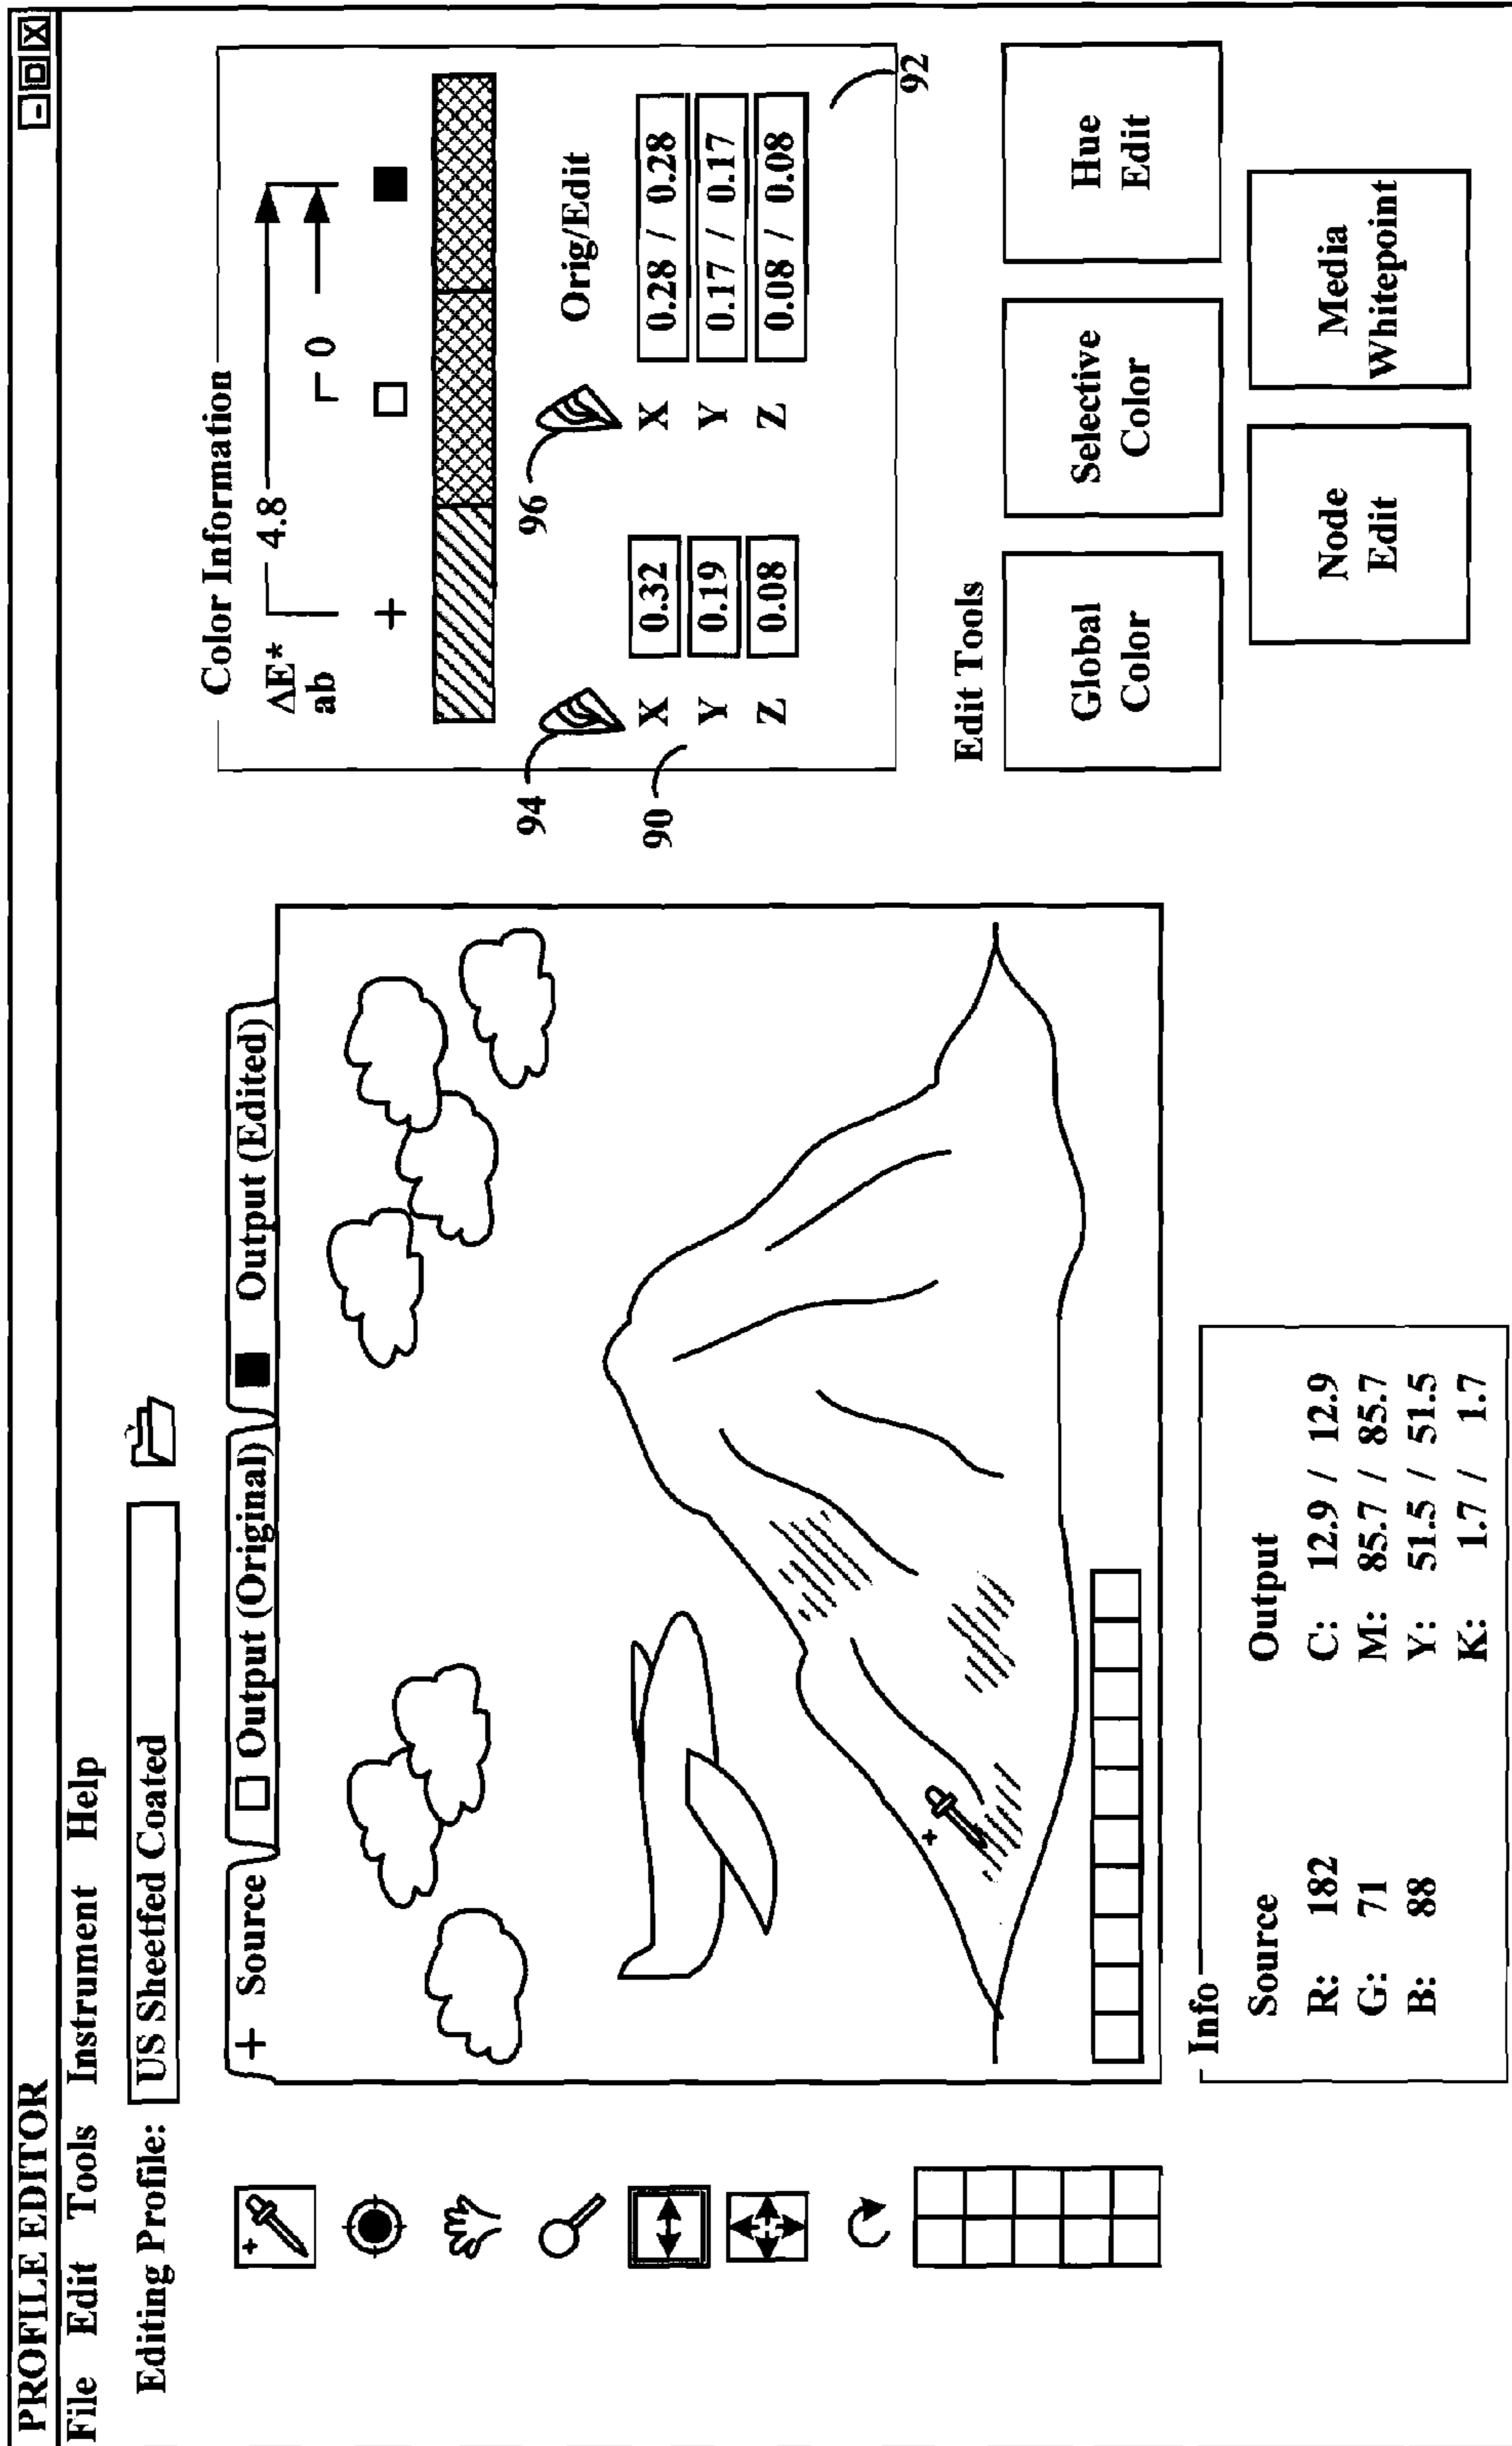 PROFILE EDITOR
File Edit Tools Instrument Help
Editing Profile: US Sheetfed Coated
+ Source
Output (Original)
Output (Edited)
Color Information
ΔE*
ab
4.8
0
+
94
96
Orig/Edit
90
X 0.32
Y 0.19
Z 0.08
X 0.28 / 0.28
Y 0.17 / 0.17
Z 0.08 / 0.08
92
Edit Tools
Global
Color
Selective
Color
Hue
Edit
Node
Edit
Media
Whitepoint
Info
Source
R: 182
G: 71
B: 88
Output
C: 12.9 / 12.9
M: 85.7 / 85.7
Y: 51.5 / 51.5
K: 1.7 / 1.7